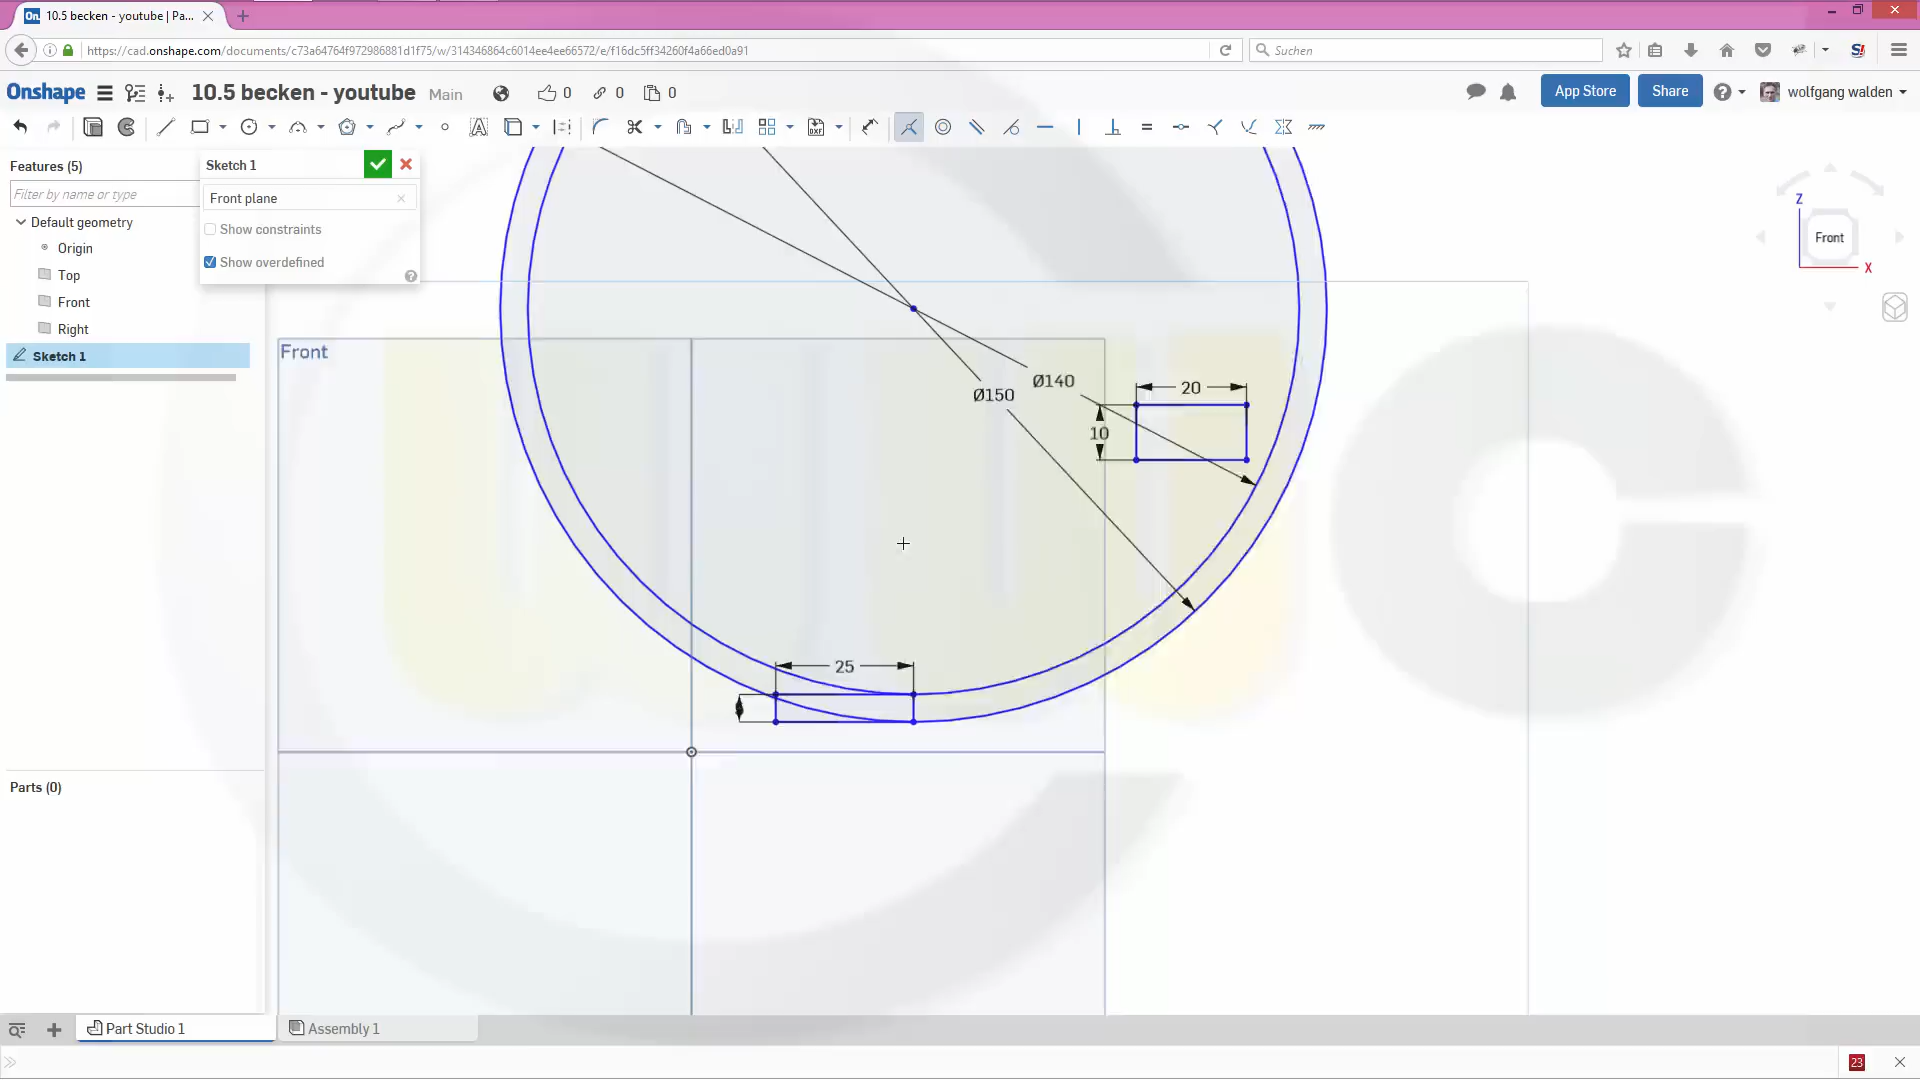 10.5 becken - youtube | Pa...
https://cad.onshape.com/documents/c73a64764f972986881d1f75/w/314346864c6014ee4ee66572/e/f16dc5ff34260f4a66ed0a91
Suchen
Onshape
10.5 becken - youtube Main
0 0 0
App Store
Share
wolfgang walden
Features (5)
Filter by name or type
Default geometry
Origin
Top
Front
Right
Sketch 1
Sketch 1
Front plane
Show constraints
Show overdefined
Front
Z
Front
X
20
Ø140
Ø150
10
25
Parts (0)
Part Studio 1
Assembly 1
23